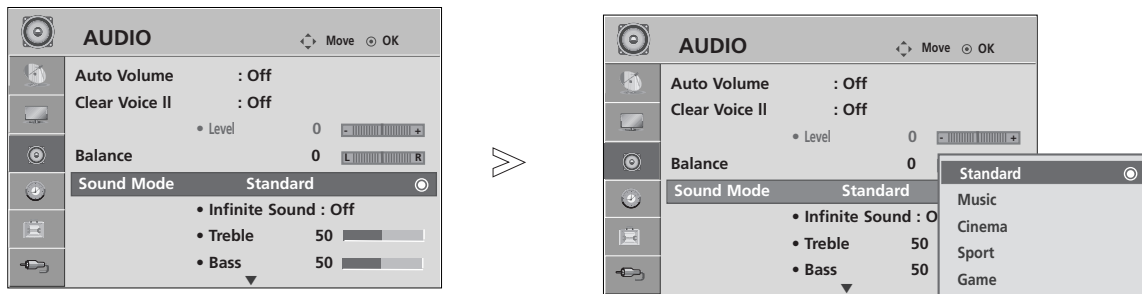 AUDIO
Move OK
Auto Volume : Off
Clear Voice ll : Off
• Level 0 - +
Balance 0 L R
Sound Mode Standard
• Infinite Sound : Off
• Treble 50
• Bass 50
AUDIO
Move OK
Auto Volume : Off
Clear Voice ll : Off
• Level 0 - +
Balance 0
Sound Mode Standard
• Infinite Sound : O
• Treble 50
• Bass 50
Standard
Music
Cinema
Sport
Game